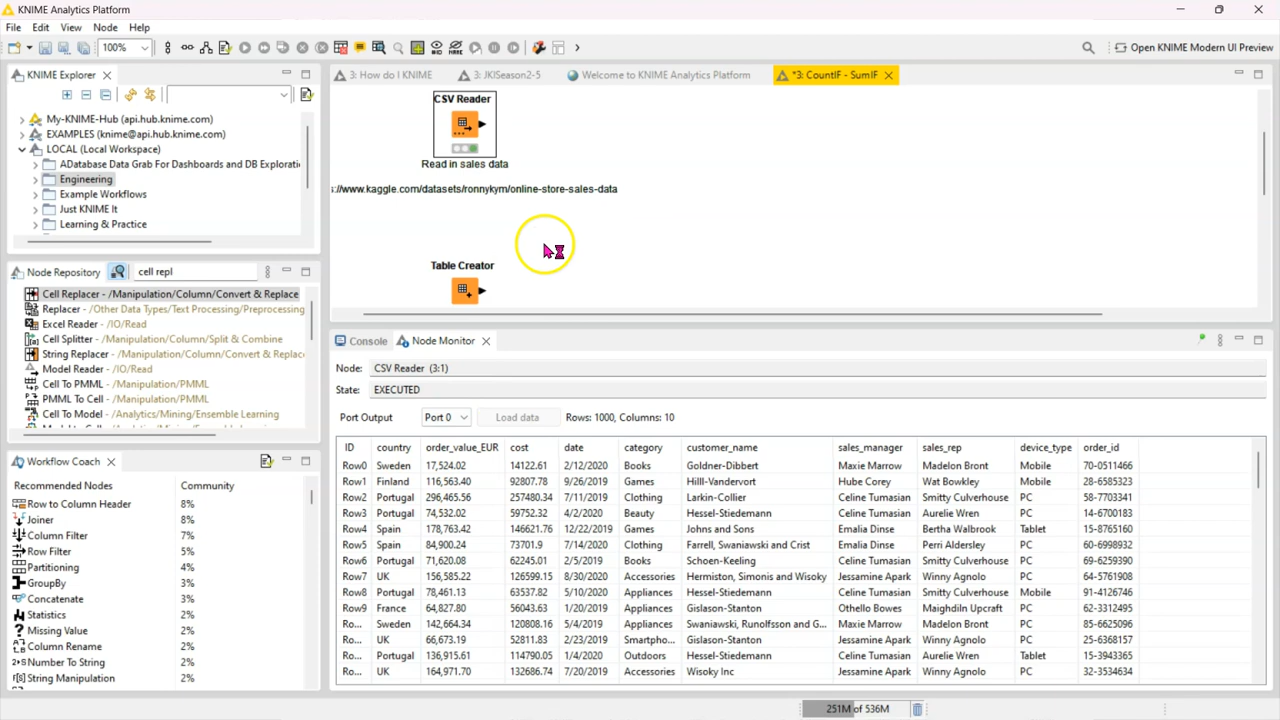 KNIME Analytics Platform
File Edit View Node Help
100%
Open KNIME Modern UI Preview
KNIME Explorer
My-KNIME-Hub (api.hub.knime.com)
EXAMPLES (knime@api.hub.knime.com)
LOCAL (Local Workspace)
ADatabase Data Grab For Dashboards and DB Exploratio
Engineering
Example Workflows
Just KNIME It
Learning & Practice
Node Repository
cell repl
Cell Replacer - /Manipulation/Column/Convert & Replace
Replacer - /Other Data Types/Text Processing/Preprocessing
Excel Reader - /IO/Read
Cell Splitter - /Manipulation/Column/Split & Combine
String Replacer - /Manipulation/Column/Convert & Replace
Model Reader - /IO/Read
Cell To PMML - /Manipulation/PMML
PMML To Cell - /Manipulation/PMML
Cell To Model - /Analytics/Mining/Ensemble Learning
Workflow Coach
Recommended Nodes Community
Row to Column Header 8%
Joiner 8%
Column Filter 7%
Row Filter 5%
Partitioning 4%
GroupBy 3%
Concatenate 3%
Statistics 2%
Missing Value 2%
Column Rename 2%
Number To String 2%
String Manipulation 2%
3: How do I KNIME
3: JKISeason2-5
Welcome to KNIME Analytics Platform
*3: CountIF - SumIF
CSV Reader
Read in sales data
://www.kaggle.com/datasets/ronnykym/online-store-sales-data
Table Creator
Console
Node Monitor
Node: CSV Reader (3:1)
State: EXECUTED
Port Output Port 0 Load data Rows: 1000, Columns: 10
ID country order_value_EUR cost date category customer_name sales_manager sales_rep device_type order_id
Row0 Sweden 17,524.02 14122.61 2/12/2020 Books Goldner-Dibbert Maxie Marrow Madelon Bront Mobile 70-0511466
Row1 Finland 116,563.40 92807.78 9/26/2019 Games Hilll-Vandervort Hube Corey Wat Bowkley Mobile 28-6585323
Row2 Portugal 296,465.56 257480.34 7/11/2019 Clothing Larkin-Collier Celine Tumasian Smitty Culverhouse PC 58-7703341
Row3 Portugal 74,532.02 59752.32 4/2/2020 Beauty Hessel-Stiedemann Celine Tumasian Aurelie Wren PC 14-6700183
Row4 Spain 178,763.42 146621.76 12/22/2019 Games Johns and Sons Emalia Dinse Bertha Walbrook Tablet 15-8765160
Row5 Spain 84,900.24 73701.9 7/14/2020 Clothing Farrell, Swaniawski and Crist Emalia Dinse Perri Aldersley PC 60-6998932
Row6 Portugal 71,620.08 62245.01 2/5/2019 Books Schoen-Keeling Celine Tumasian Smitty Culverhouse PC 69-6259390
Row7 UK 156,585.22 126599.15 8/30/2020 Accessories Hermiston, Simonis and Wisoky Jessamine Apark Winny Agnolo PC 64-5761908
Row8 Portugal 78,461.13 63537.82 5/10/2020 Appliances Hessel-Stiedemann Celine Tumasian Smitty Culverhouse Mobile 91-4126746
Row9 France 64,827.80 56043.63 1/20/2019 Appliances Gislason-Stanton Othello Bowes Maighdiln Upcraft PC 62-3312495
Ro... Sweden 142,664.34 120808.16 5/4/2019 Appliances Swaniawski, Runolfsson and G... Maxie Marrow Madelon Bront PC 85-6625096
Ro... UK 66,673.19 52811.83 2/23/2019 Smartpho... Gislason-Stanton Jessamine Apark Winny Agnolo PC 25-6368157
Ro... Portugal 136,915.61 114790.05 1/4/2020 Outdoors Hessel-Stiedemann Celine Tumasian Aurelie Wren Tablet 15-3943365
Ro... UK 164,971.70 132686.74 7/20/2019 Accessories Wisoky Inc Jessamine Apark Winny Agnolo PC 32-3534634
251M of 536M